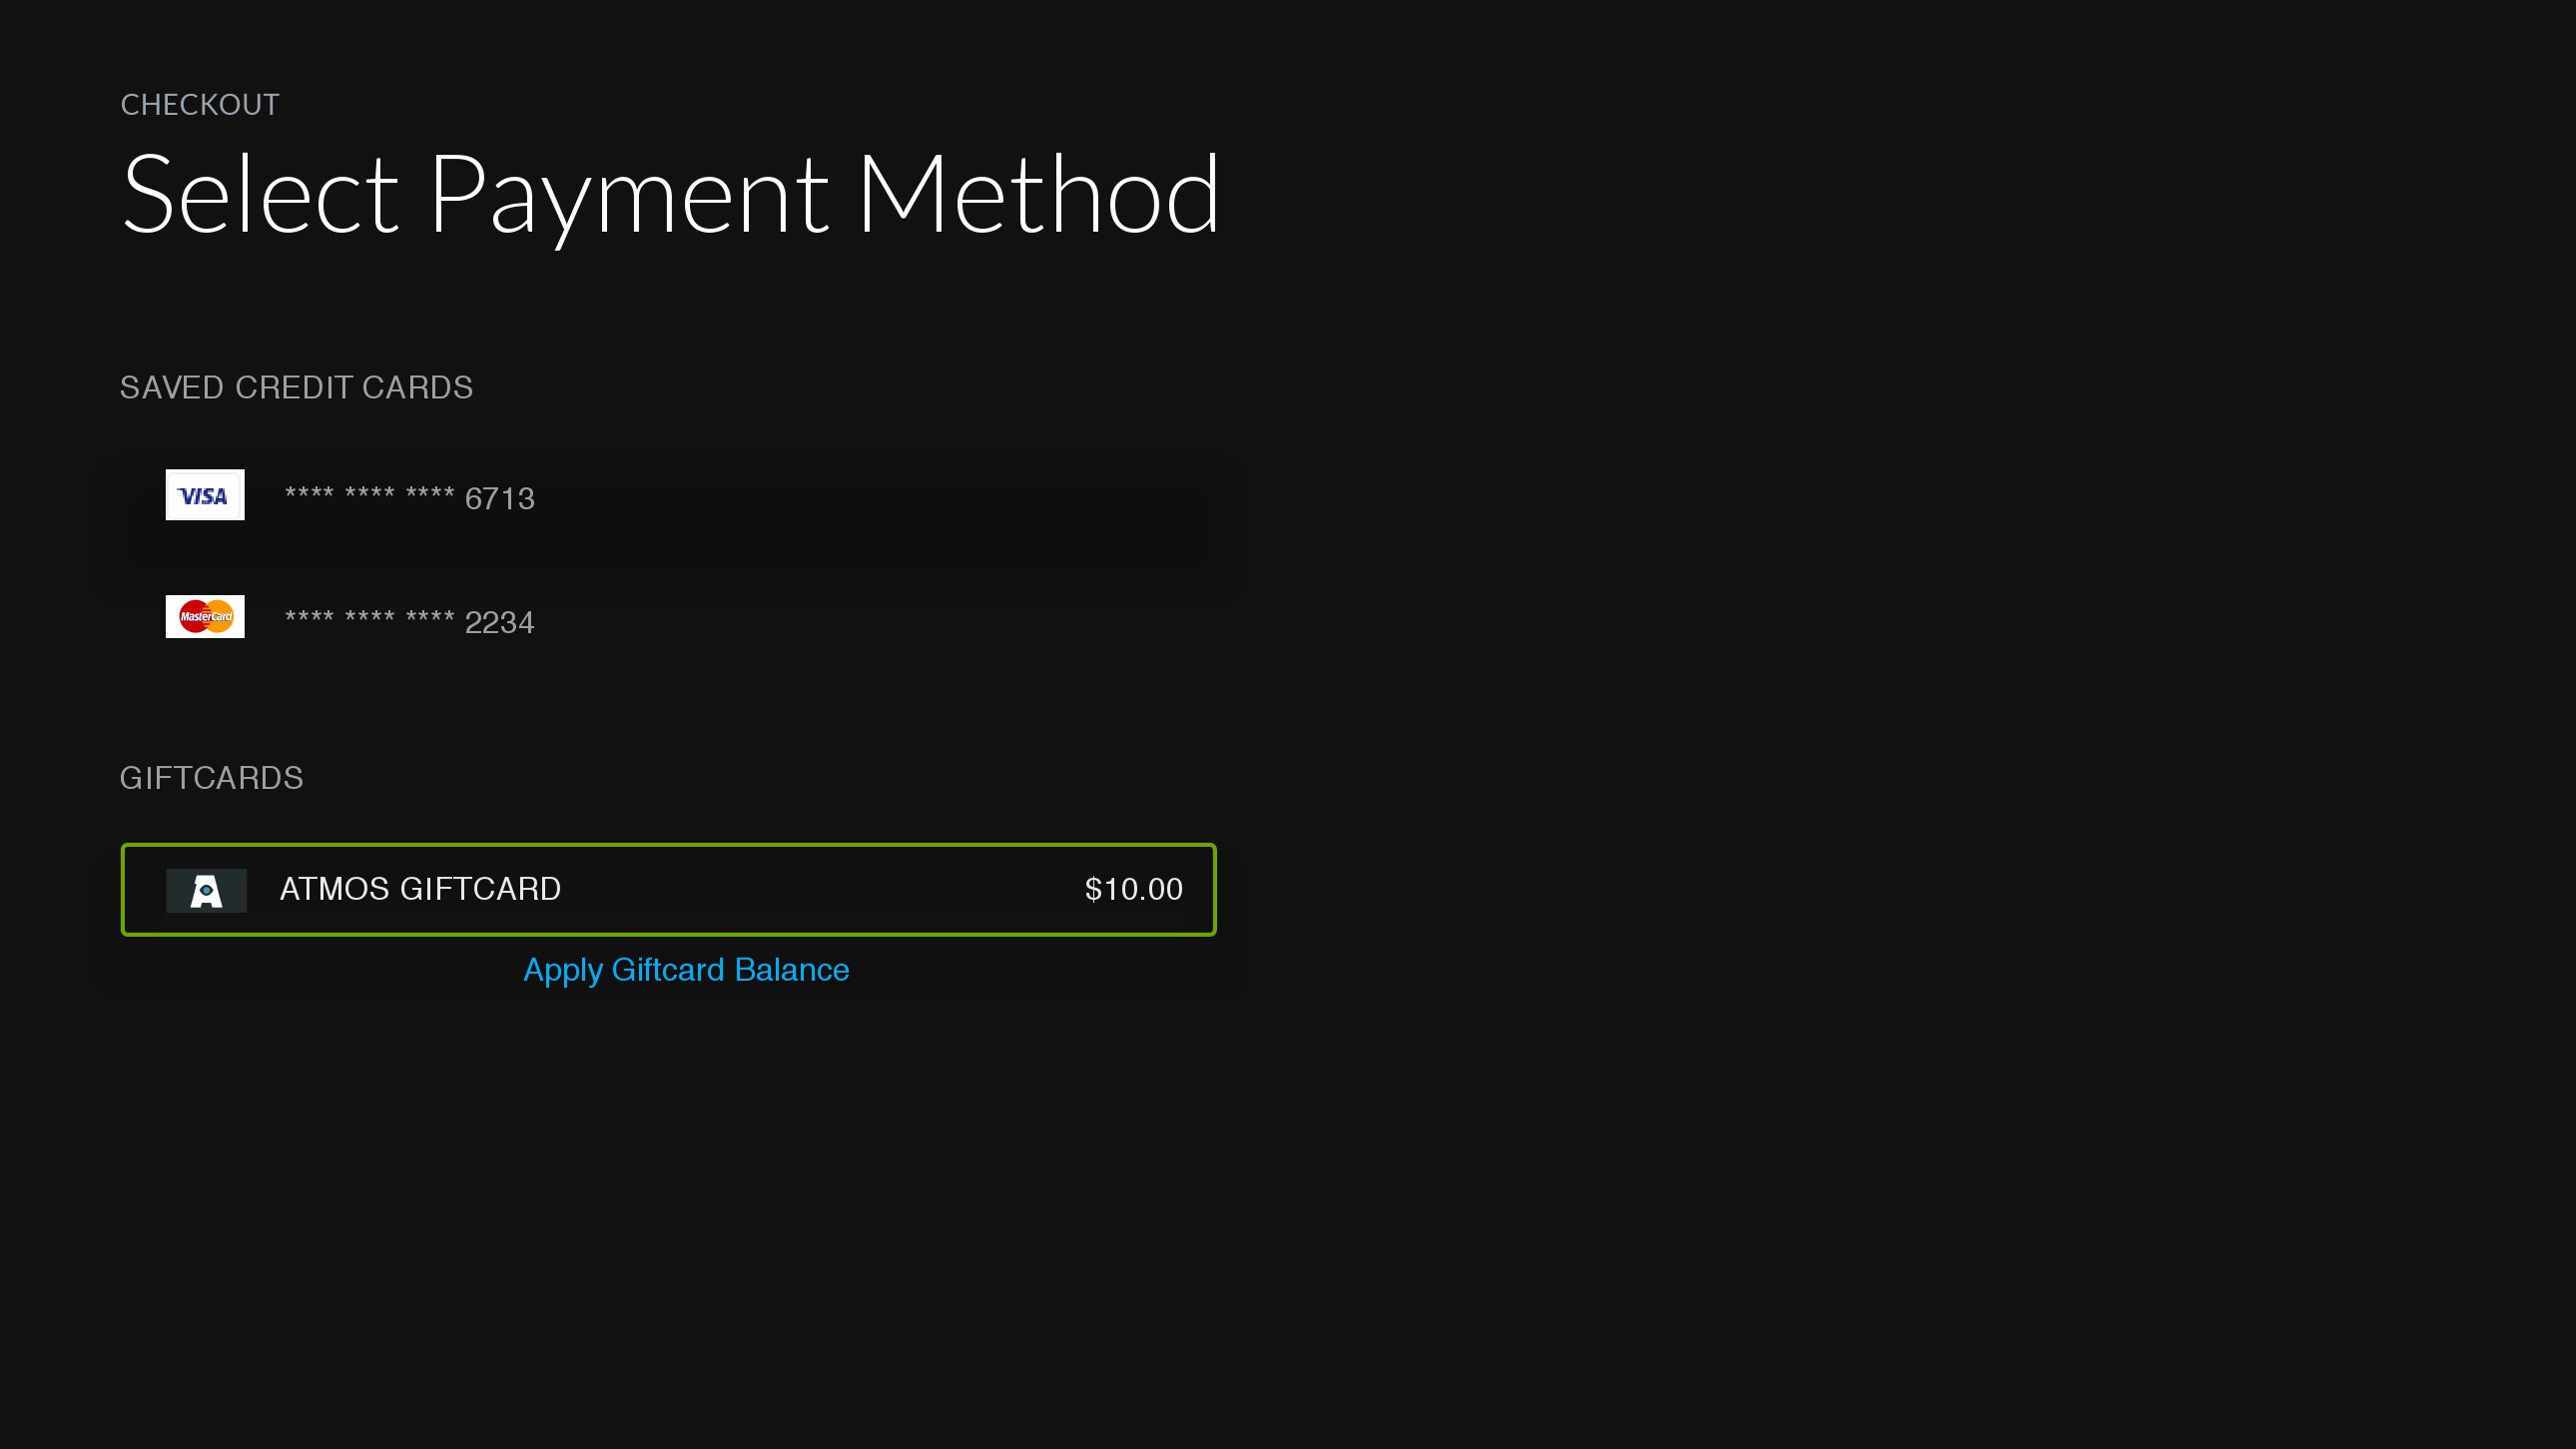 CHECKOUT
Select Payment Method
SAVED CREDIT CARDS
VISA **** **** **** 6713
MasterCard **** **** **** 2234
GIFTCARDS
A ATMOS GIFTCARD $10.00
Apply Giftcard Balance